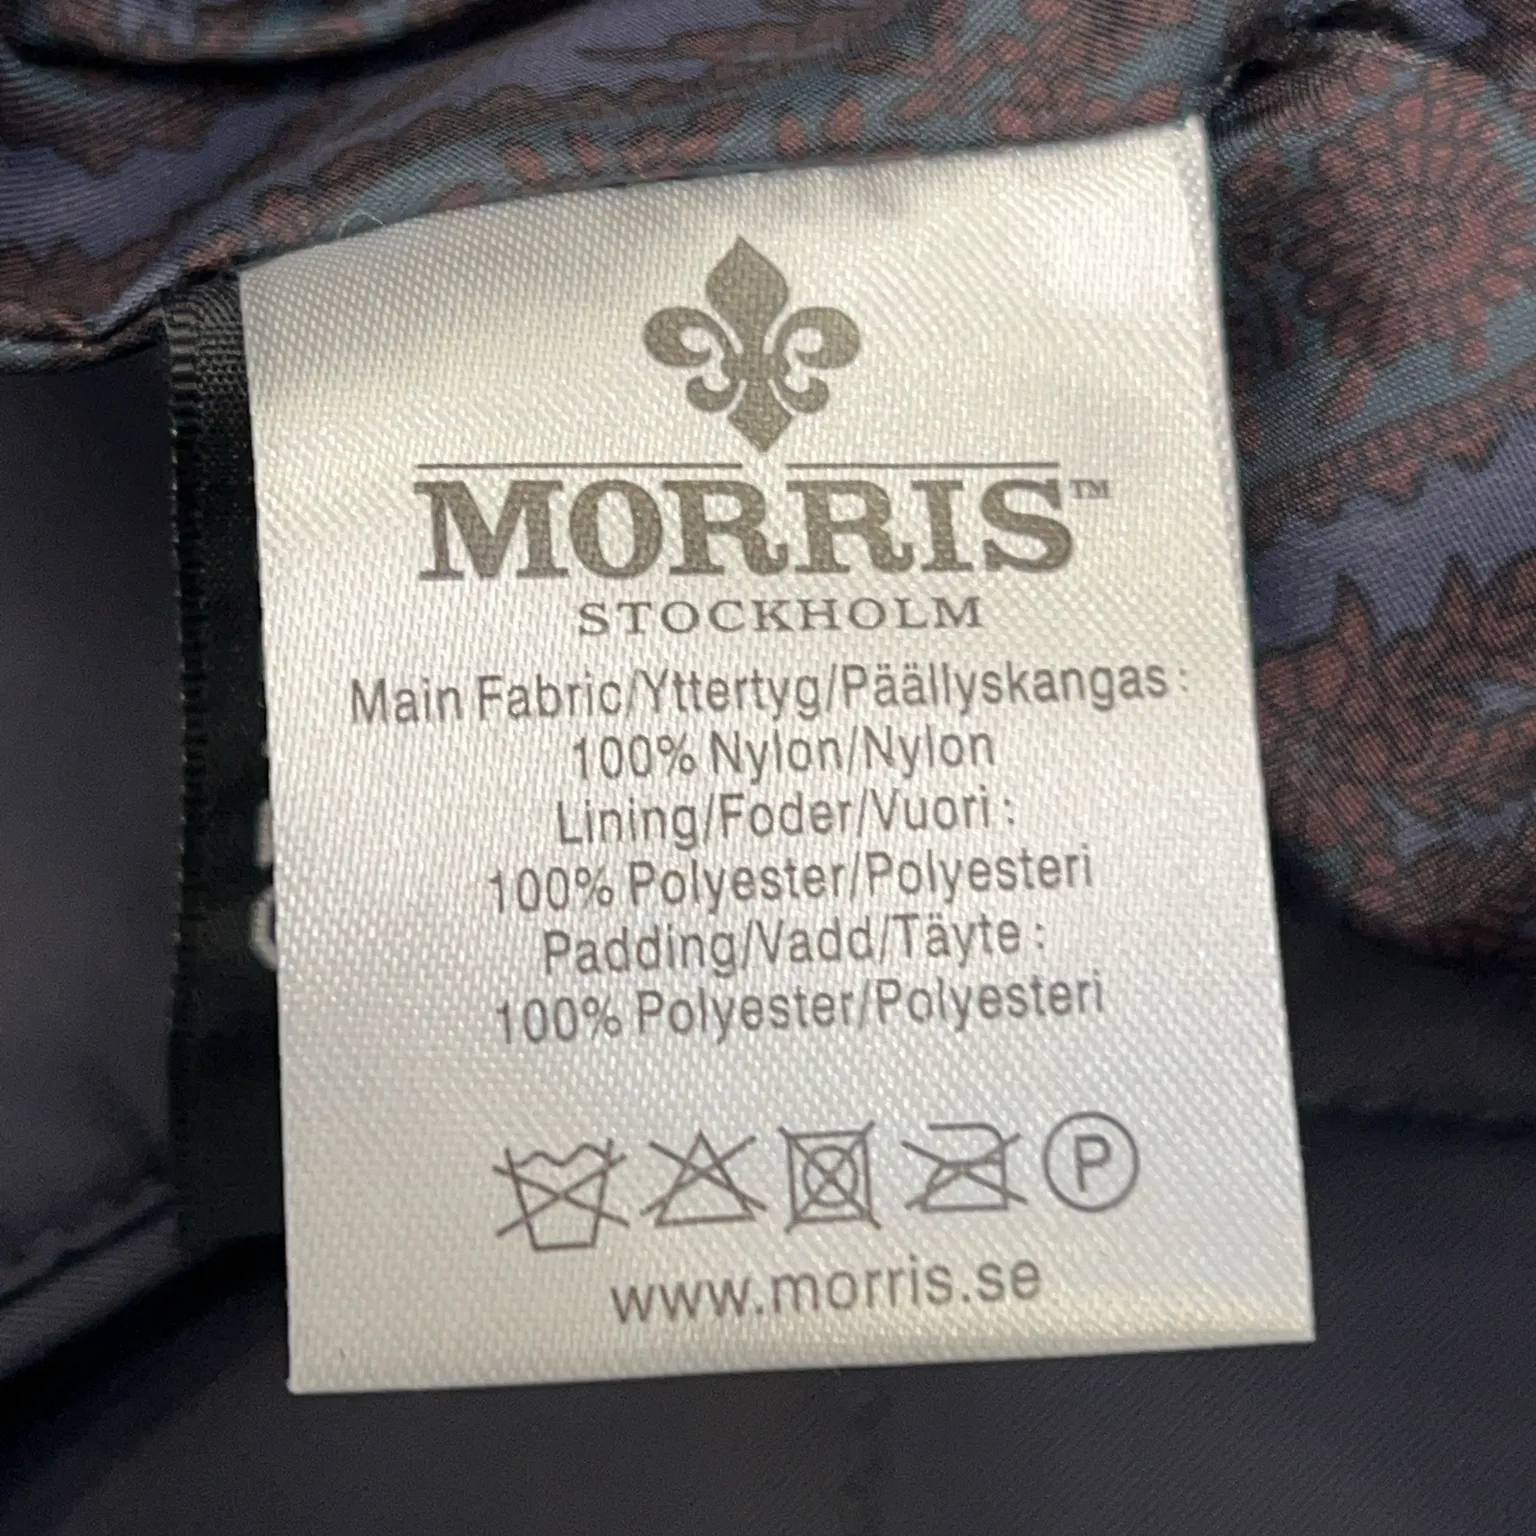 MORRIS™
STOCKHOLM
Main Fabric/Yttertyg/Päällyskangas :
100% Nylon/Nylon
Lining/Foder/Vuori :
100% Polyester/Polyesteri
Padding/Vadd/Täyte :
100% Polyester/Polyesteri
P
www.morris.se